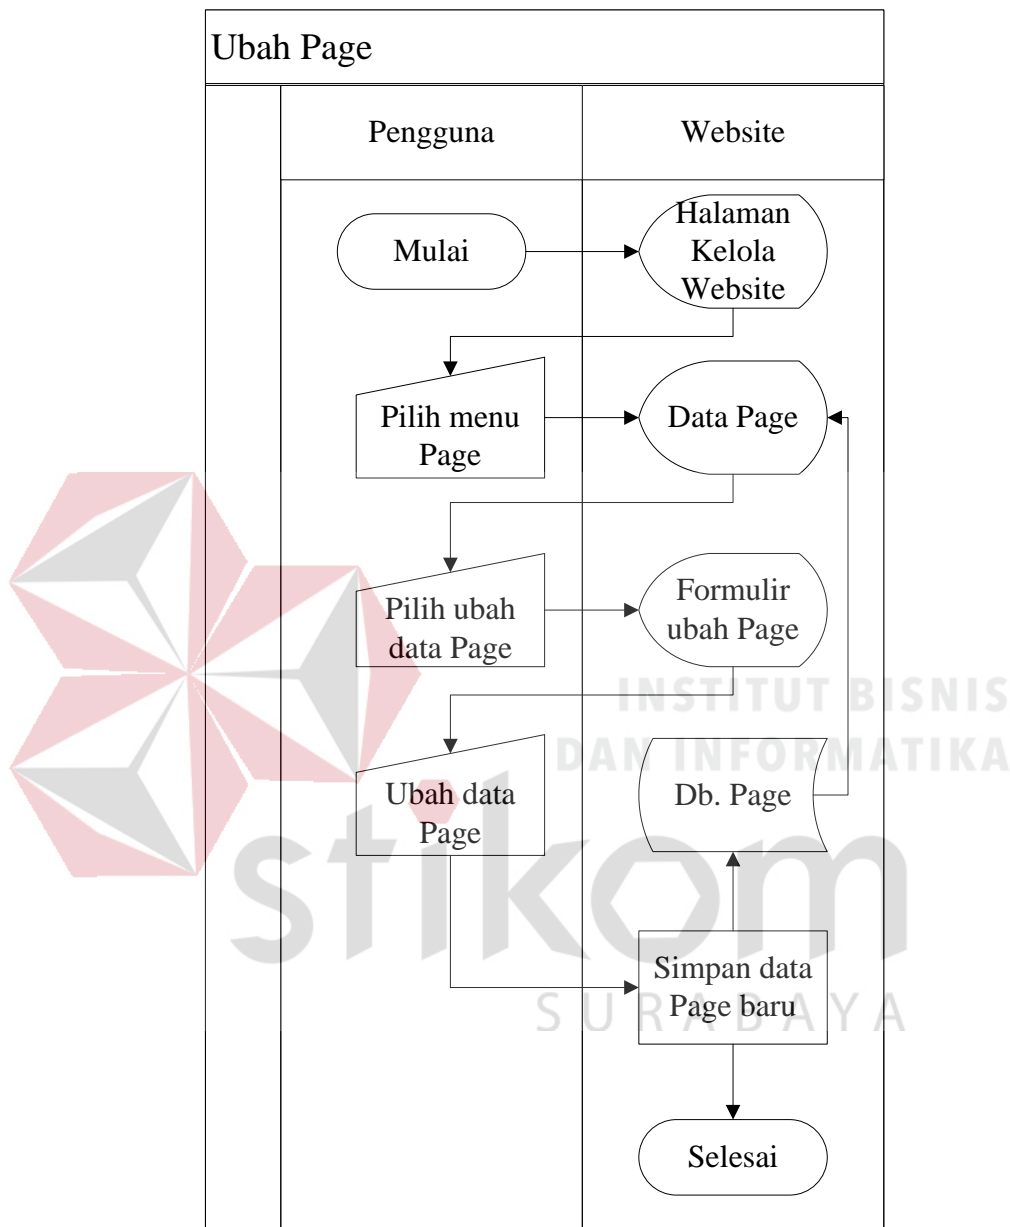 Ubah Page
Pengguna
Website
Mulai
Halaman
Kelola
Website
Pilih menu
Page
Data Page
Pilih ubah
data Page
Formulir
ubah Page
INSTITUT BISNIS
DAN INFORMATIKA
Ubah data
Page
Db. Page
stikom
Simpan data
Page baru
SURABAYA
Selesai